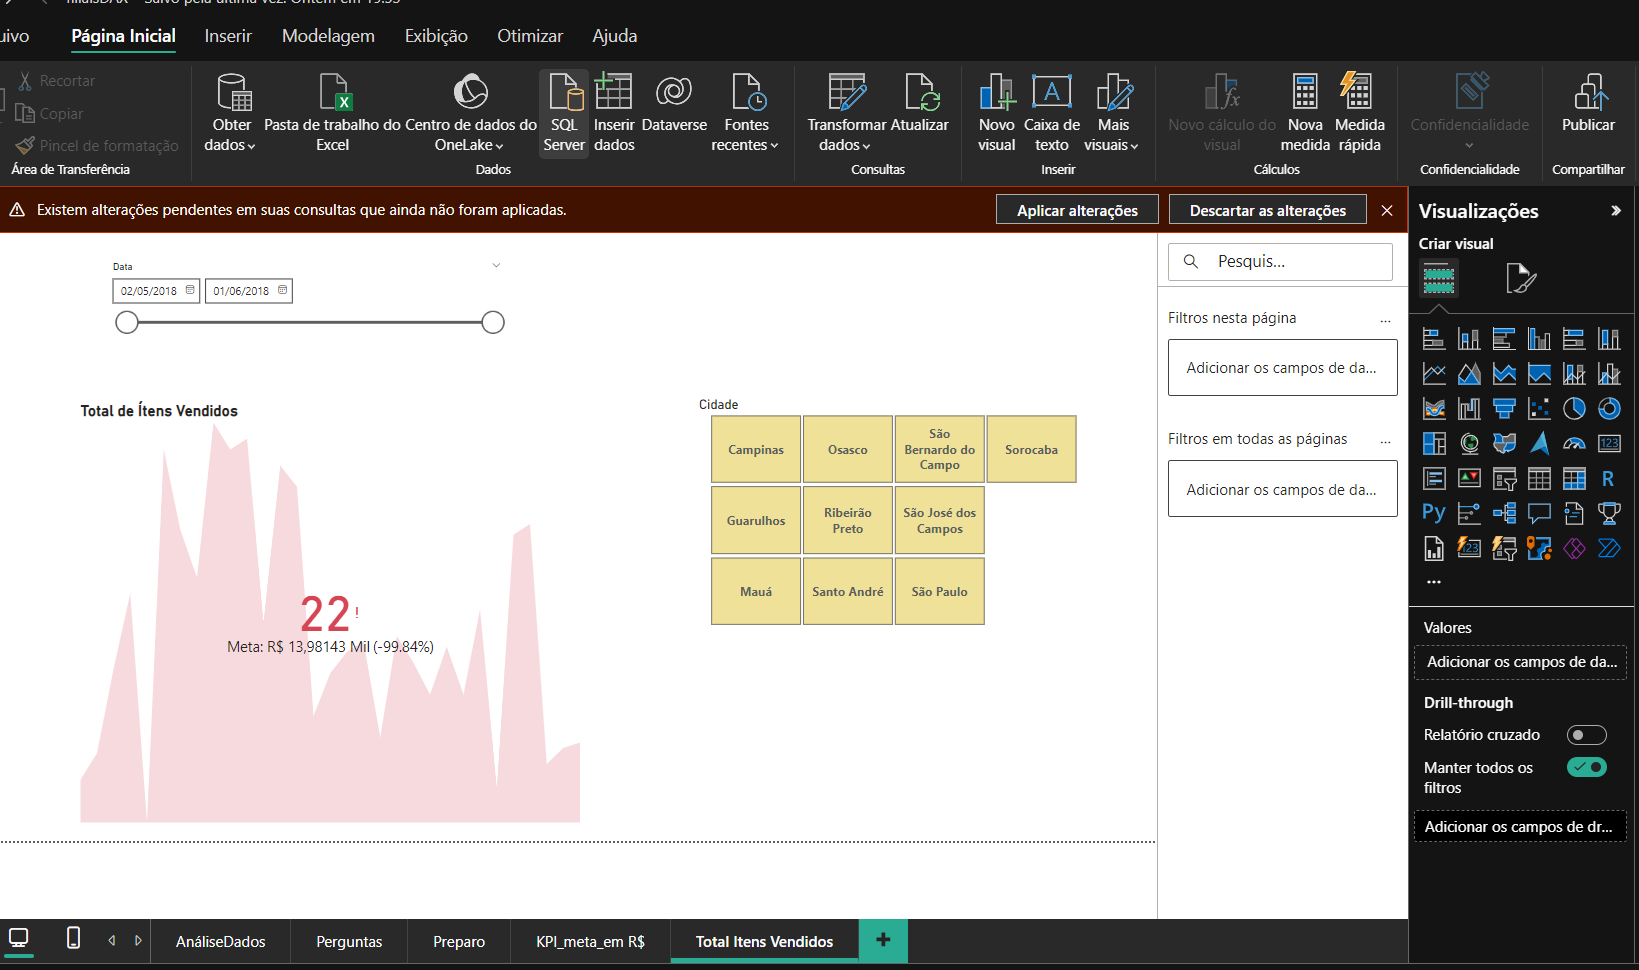 Página Inicial
Inserir
Modelagem
Exibição
Otimizar
Ajuda
Recortar
Copiar
Pincel de formatação
Área de Transferência
Obter
dados
Pasta de trabalho do
Excel
Centro de dados do
OneLake
SQL
Server
Inserir
dados
Dataverse
Fontes
recentes
Dados
Transformar
dados
Atualizar
Consultas
Novo
visual
Caixa de
texto
Mais
visuais
Inserir
Novo cálculo do
visual
Nova
medida
Medida
rápida
Cálculos
Confidencialidade
Confidencialidade
Publicar
Compartilhar
Existem alterações pendentes em suas consultas que ainda não foram aplicadas.
Aplicar alterações
Descartar as alterações
Data
02/05/2018
01/06/2018
Total de Ítens Vendidos
22 !
Meta: R$ 13,98143 Mil (-99.84%)
Cidade
Campinas
Osasco
São
Bernardo do
Campo
Sorocaba
Guarulhos
Ribeirão
Preto
São José dos
Campos
Mauá
Santo André
São Paulo
Pesquis...
Filtros nesta página
...
Adicionar os campos de da...
Filtros em todas as páginas
...
Adicionar os campos de da...
Visualizações
Criar visual
123
R
Py
123
...
Valores
Adicionar os campos de da...
Drill-through
Relatório cruzado
Manter todos os
filtros
Adicionar os campos de dr...
AnáliseDados
Perguntas
Preparo
KPI_meta_em R$
Total Itens Vendidos
+